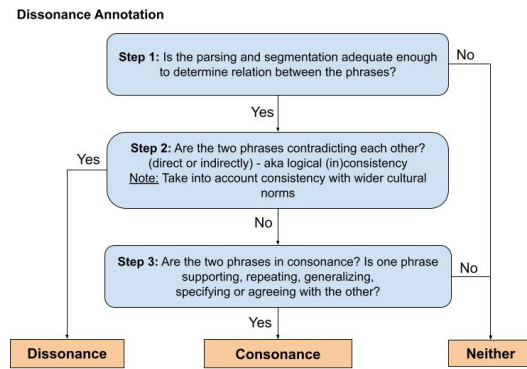 Dissonance Annotation
Step 1: Is the parsing and segmentation adequate enough
to determine relation between the phrases?
No
Yes
Step 2: Are the two phrases contradicting each other?
(direct or indirectly) - aka logical (in)consistency
Note: Take into account consistency with wider cultural
norms
Yes
No
Step 3: Are the two phrases in consonance? Is one phrase
supporting, repeating, generalizing,
specifying or agreeing with the other?
No
Yes
Dissonance
Consonance
Neither